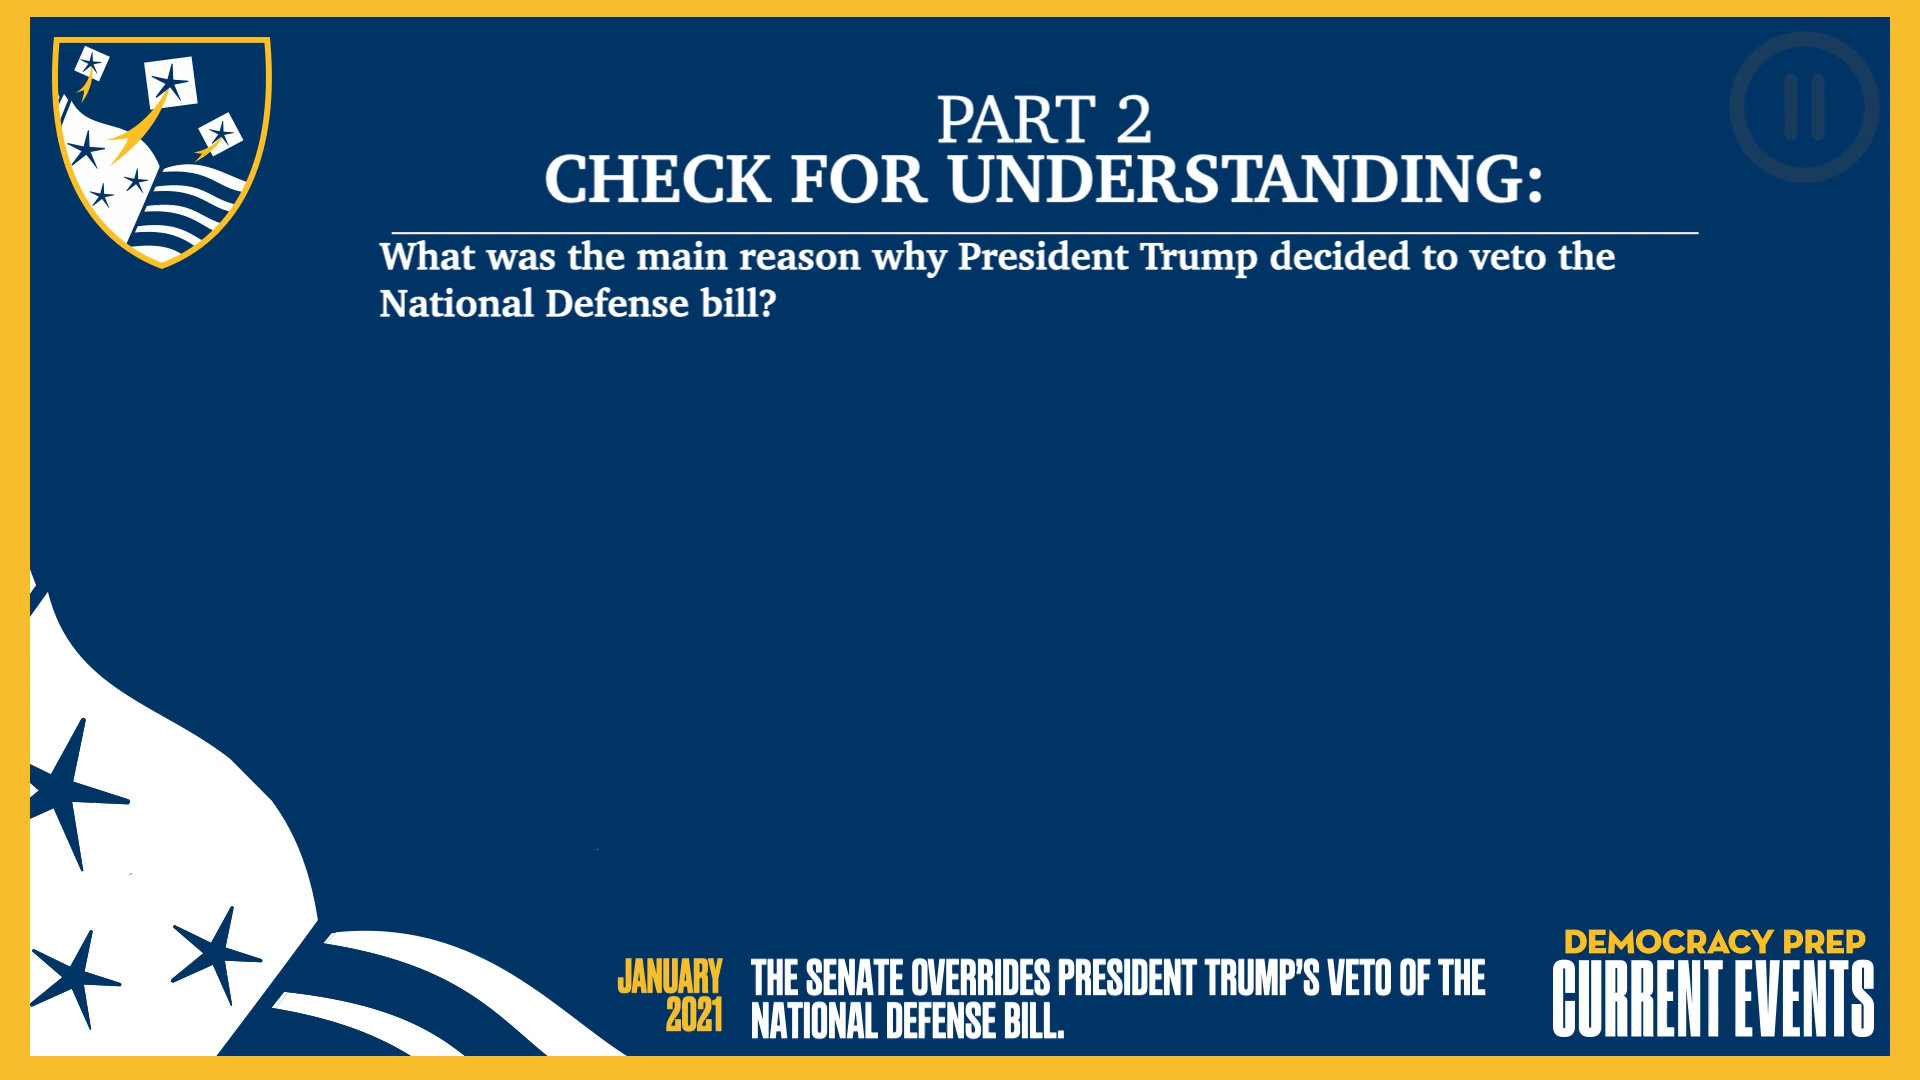 PART 2
CHECK FOR UNDERSTANDING:
What was the main reason why President Trump decided to veto the
National Defense bill?
JANUARY
2021
THE SENATE OVERRIDES PRESIDENT TRUMP'S VETO OF THE
NATIONAL DEFENSE BILL.
DEMOCRACY PREP
CURRENT EVENTS